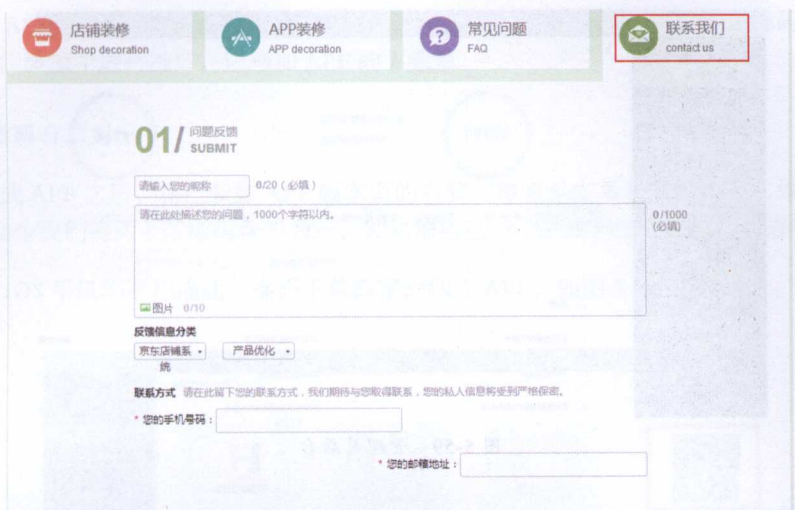 店铺装修
Shop decoration
APP装修
APP decoration
常见问题
FAQ
联系我们
contact us
01/ 问题反馈
SUBMIT
请输入您的昵称 0/20（必填）
请在此处描述您的问题，1000个字符以内。
0/1000
(必填)
图片 0/10
反馈信息分类
京东店铺系统
产品优化
联系方式 请在此留下您的联系方式，我们期待与您取得联系，您的私人信息将受到严格保密。
* 您的手机号码：
* 您的邮箱地址：